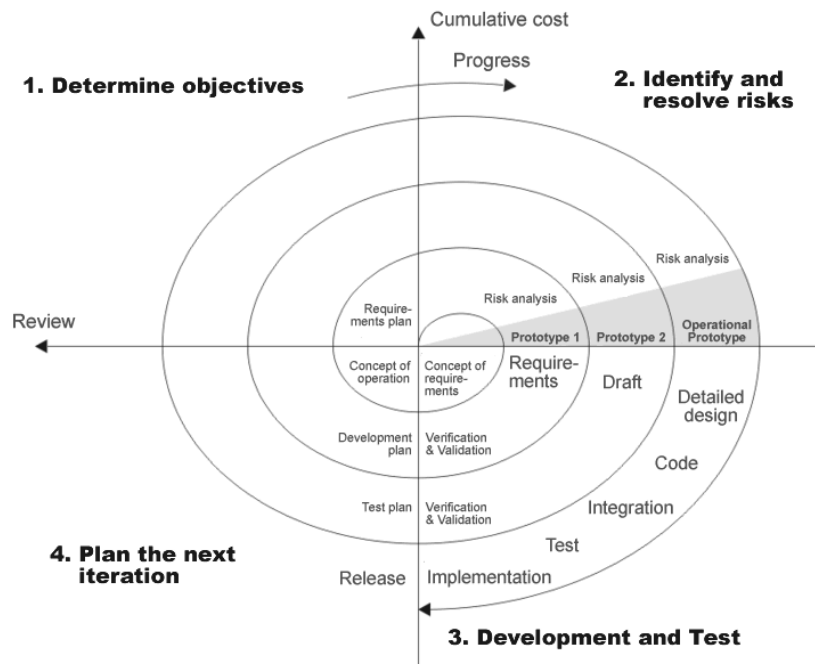 Cumulative cost
Progress
1. Determine objectives
2. Identify and
resolve risks
Risk analysis
Risk analysis
Risk analysis
Require-
ments plan
Review
Prototype 1
Prototype 2
Operational
Prototype
Concept of
operation
Concept of
require-
ments
Require-
ments
Draft
Detailed
design
Development
plan
Verification
& Validation
Code
Test plan
Verification
& Validation
Integration
Test
4. Plan the next
iteration
Release
Implementation
3. Development and Test